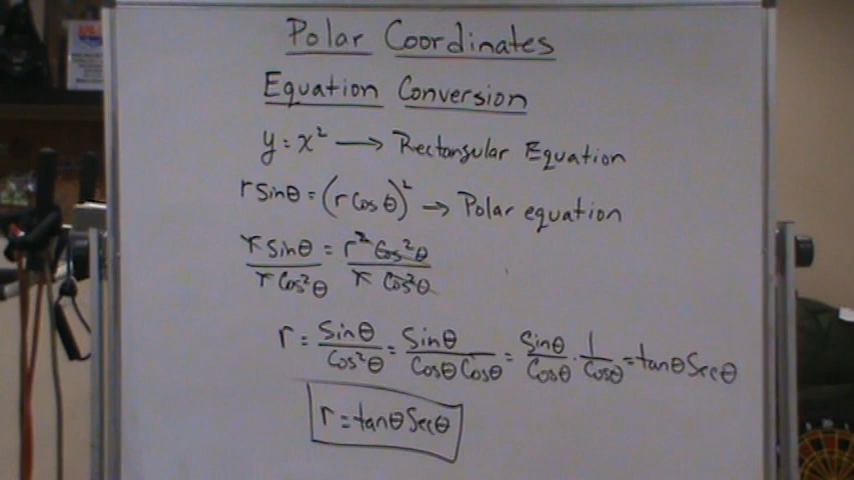 Polar Coordinates
Equation Conversion
y = x² → Rectangular Equation
r sinθ = (r cosθ)² → Polar equation
r sinθ / r cos²θ = r² cos²θ / r cos²θ
r = sinθ / cos²θ = sinθ / cosθ cosθ = sinθ / cosθ · 1 / cosθ = tanθ secθ
r = tanθ secθ